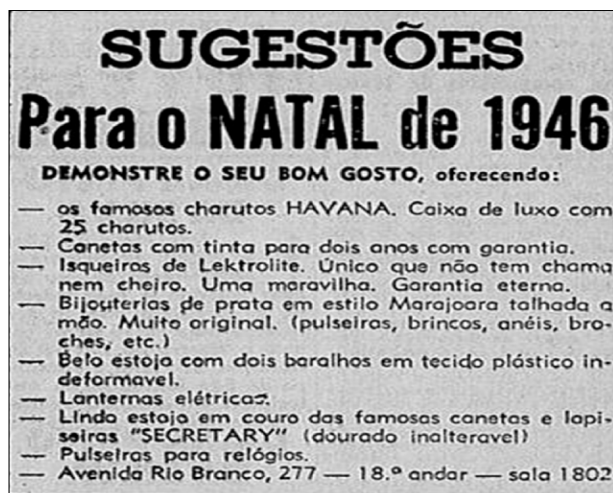 SUGESTÕES
Para o NATAL de 1946
DEMONSTRE O SEU BOM GOSTO, oferecendo:
— os famosos charutos HAVANA. Caixa de luxo com
25 charutos.
— Canetas com tinta para dois anos com garantia.
— Isqueiros de Lektrolite. Único que não tem chama
nem cheiro. Uma maravilha. Garantia eterna.
— Bijouterias de prata em estilo Marajoara talhada a
mão. Muito original. (pulseiras, brincos, anéis, bro-
ches, etc.)
— Belo estojo com dois baralhos em tecido plástico in-
deformavel.
— Lanternas elétricas.
— Lindo estojo em couro das famosas canetas e lapi-
seiras "SECRETARY" (dourado inalteravel)
— Pulseiras para relógios.
— Avenida Rio Branco, 277 — 18.º andar — sala 1802